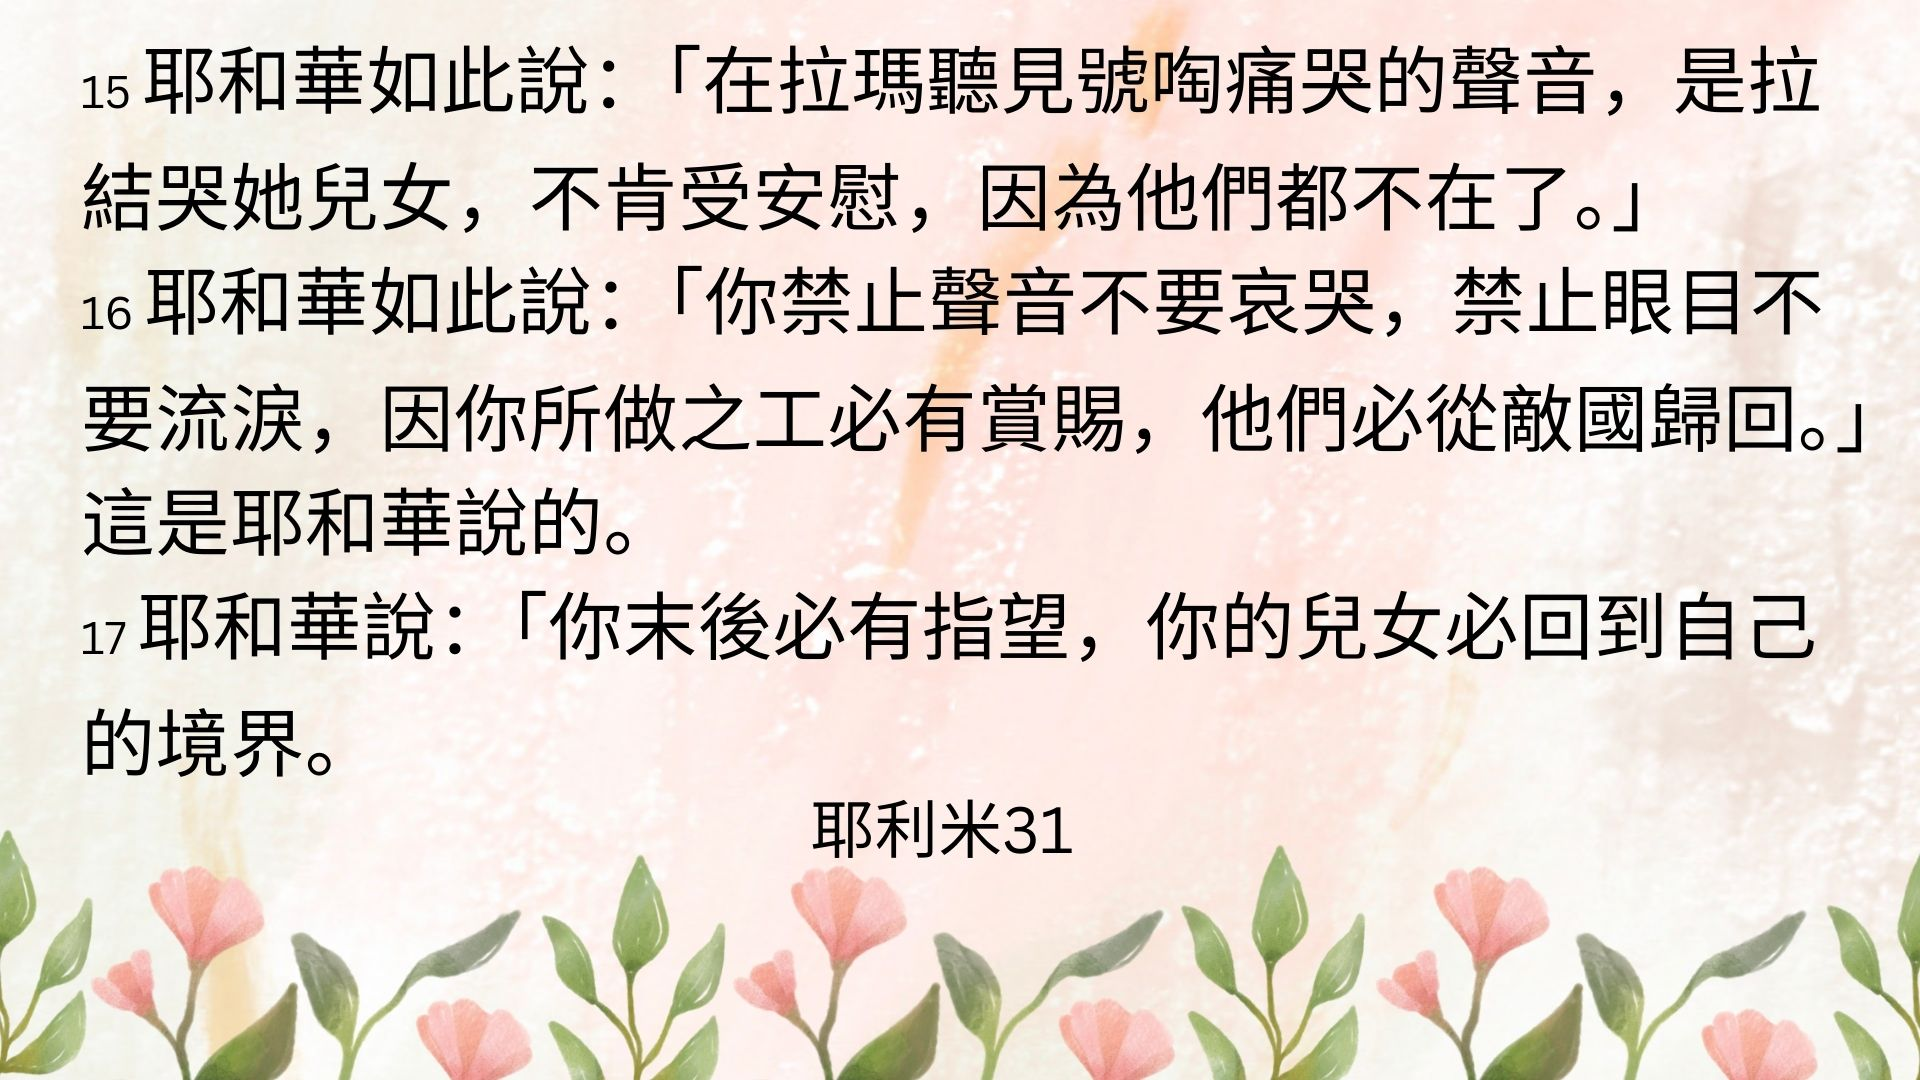 15 耶和華如此說：「在拉瑪聽見號啕痛哭的聲音，是拉
結哭她兒女，不肯受安慰，因為他們都不在了。」
16 耶和華如此說：「你禁止聲音不要哀哭，禁止眼目不
要流淚，因你所做之工必有賞賜，他們必從敵國歸回。」
這是耶和華說的。
17 耶和華說：「你末後必有指望，你的兒女必回到自己
的境界。
耶利米31